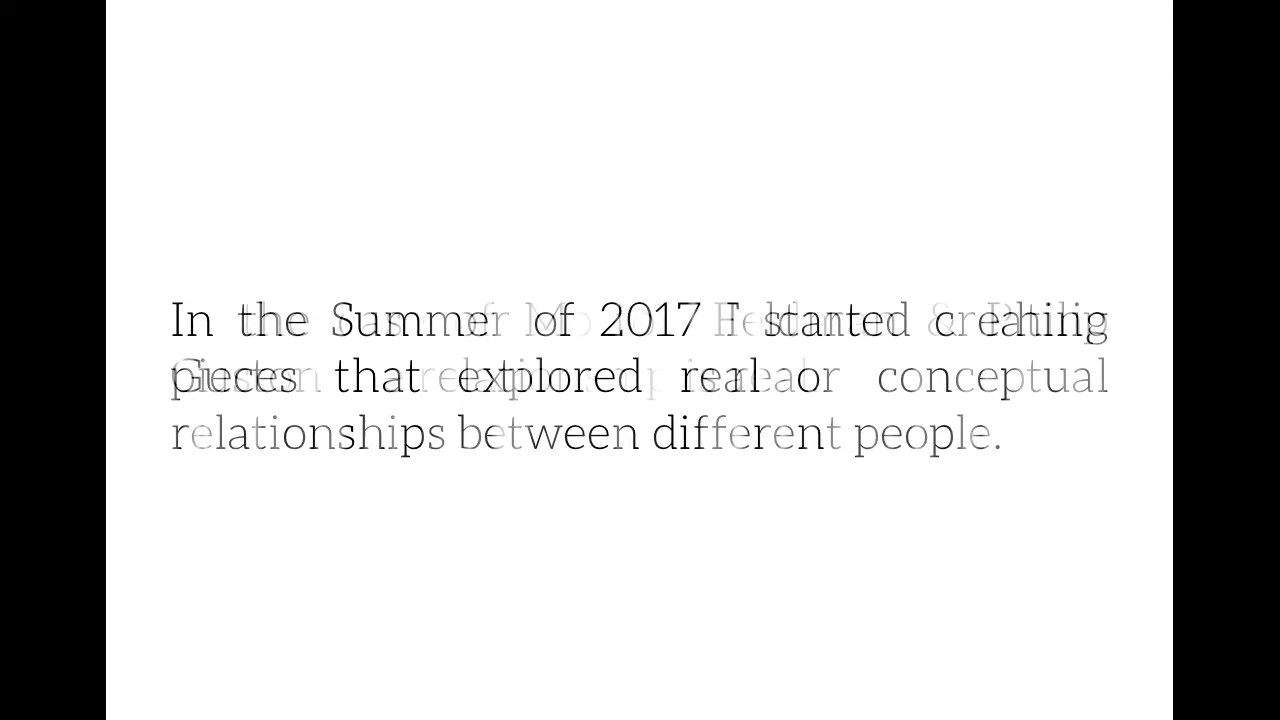 In the Summer of 2017 I started creating
pieces that explored real or conceptual
relationships between different people.